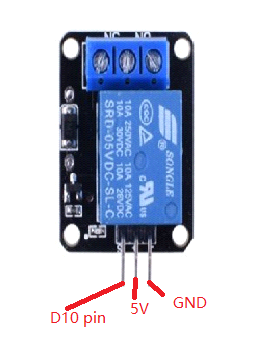 NC NO
SONGLE
10A 250VAC 10A 125VAC
10A 30VDC 10A 28VDC
SRD-05VDC-SL-C
D10 pin
5V
GND